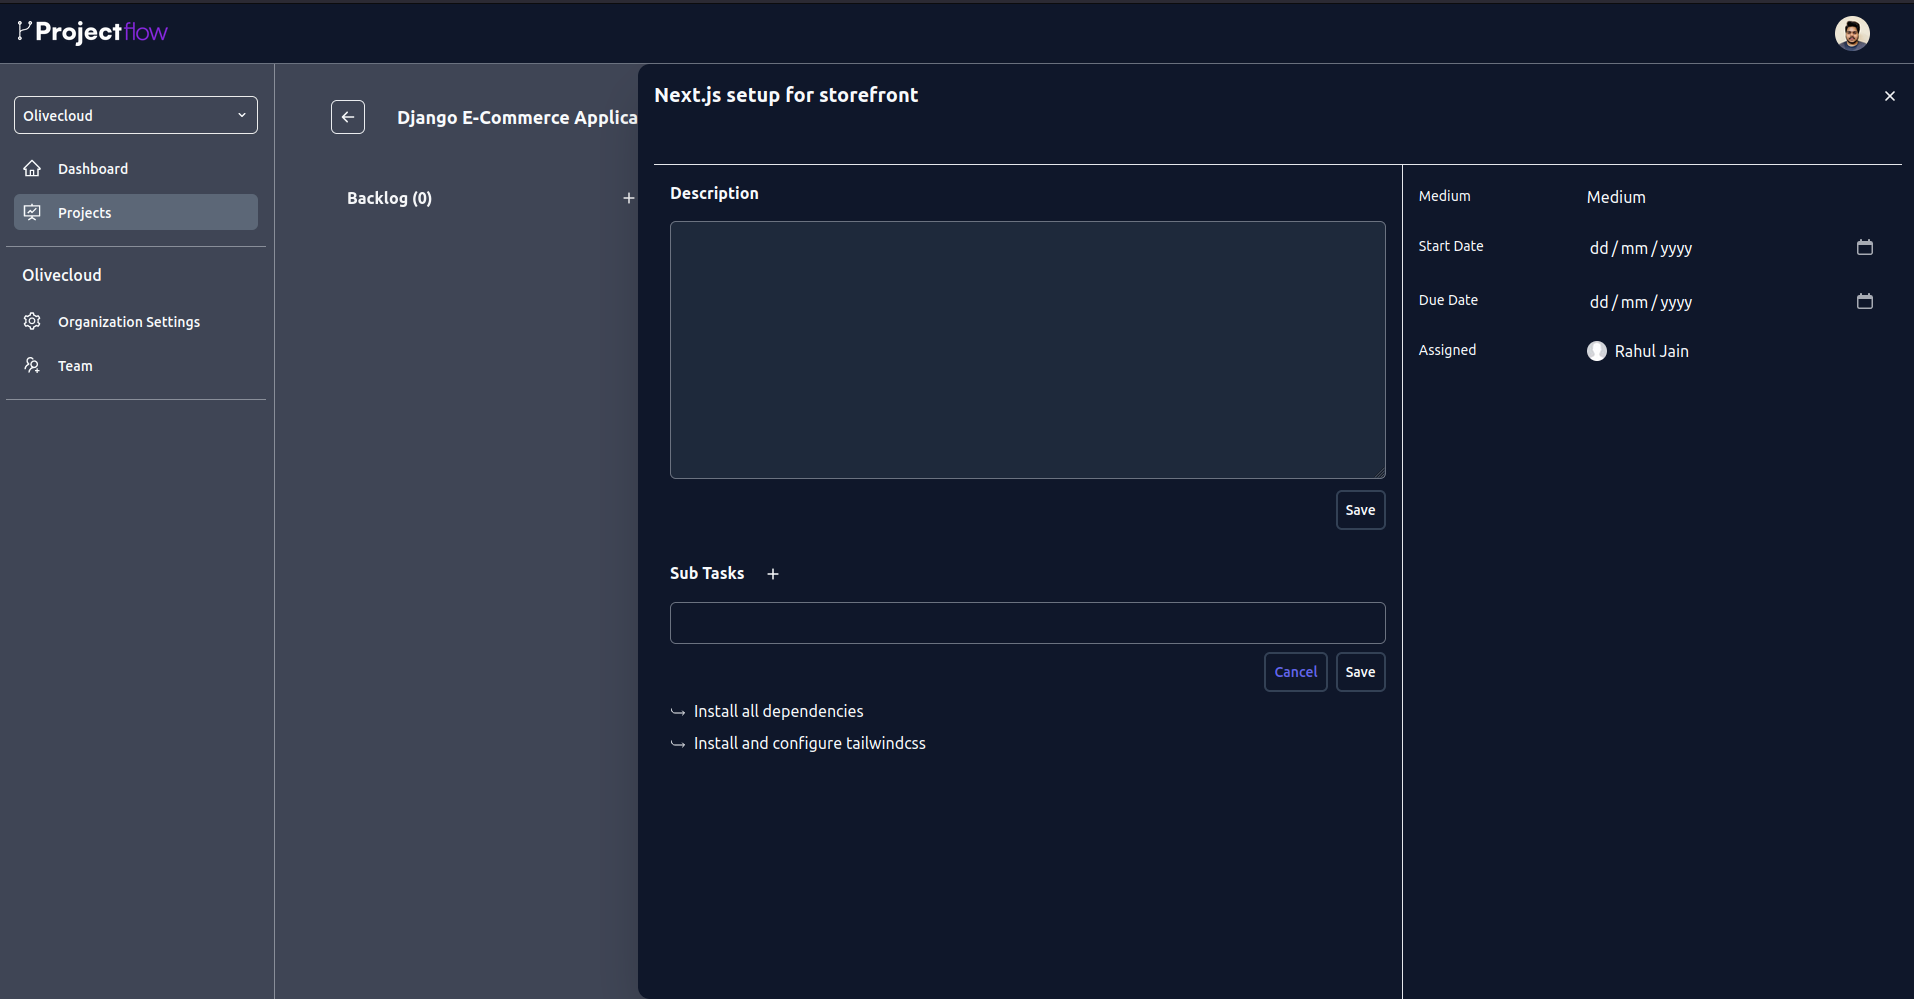 Projectflow
Olivecloud
Dashboard
Projects
Olivecloud
Organization Settings
Team
Django E-Commerce Applica
Backlog (0)
Next.js setup for storefront
Description
Save
Sub Tasks
Cancel Save
Install all dependencies
Install and configure tailwindcss
Medium Medium
Start Date dd/mm/yyyy
Due Date dd/mm/yyyy
Assigned Rahul Jain